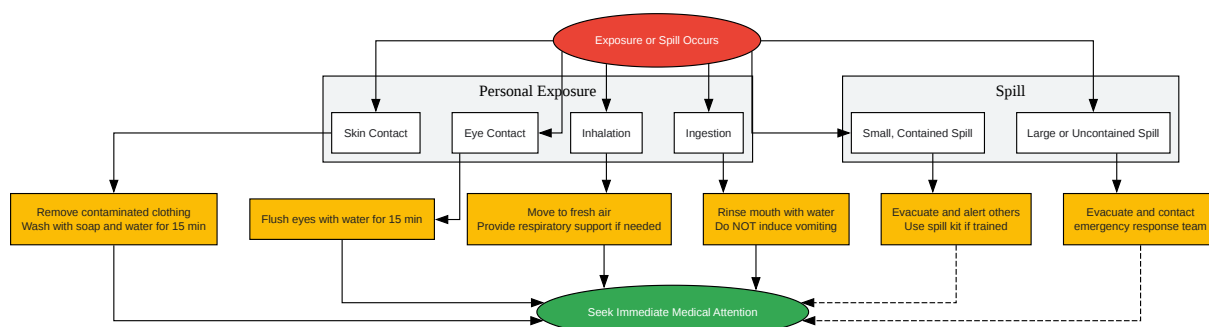 Exposure or Spill Occurs
Personal Exposure
Spill
Skin Contact
Eye Contact
Inhalation
Ingestion
Small, Contained Spill
Large or Uncontained Spill
Remove contaminated clothing
Wash with soap and water for 15 min
Flush eyes with water for 15 min
Move to fresh air
Provide respiratory support if needed
Rinse mouth with water
Do NOT induce vomiting
Evacuate and alert others
Use spill kit if trained
Evacuate and contact
emergency response team
Seek Immediate Medical Attention